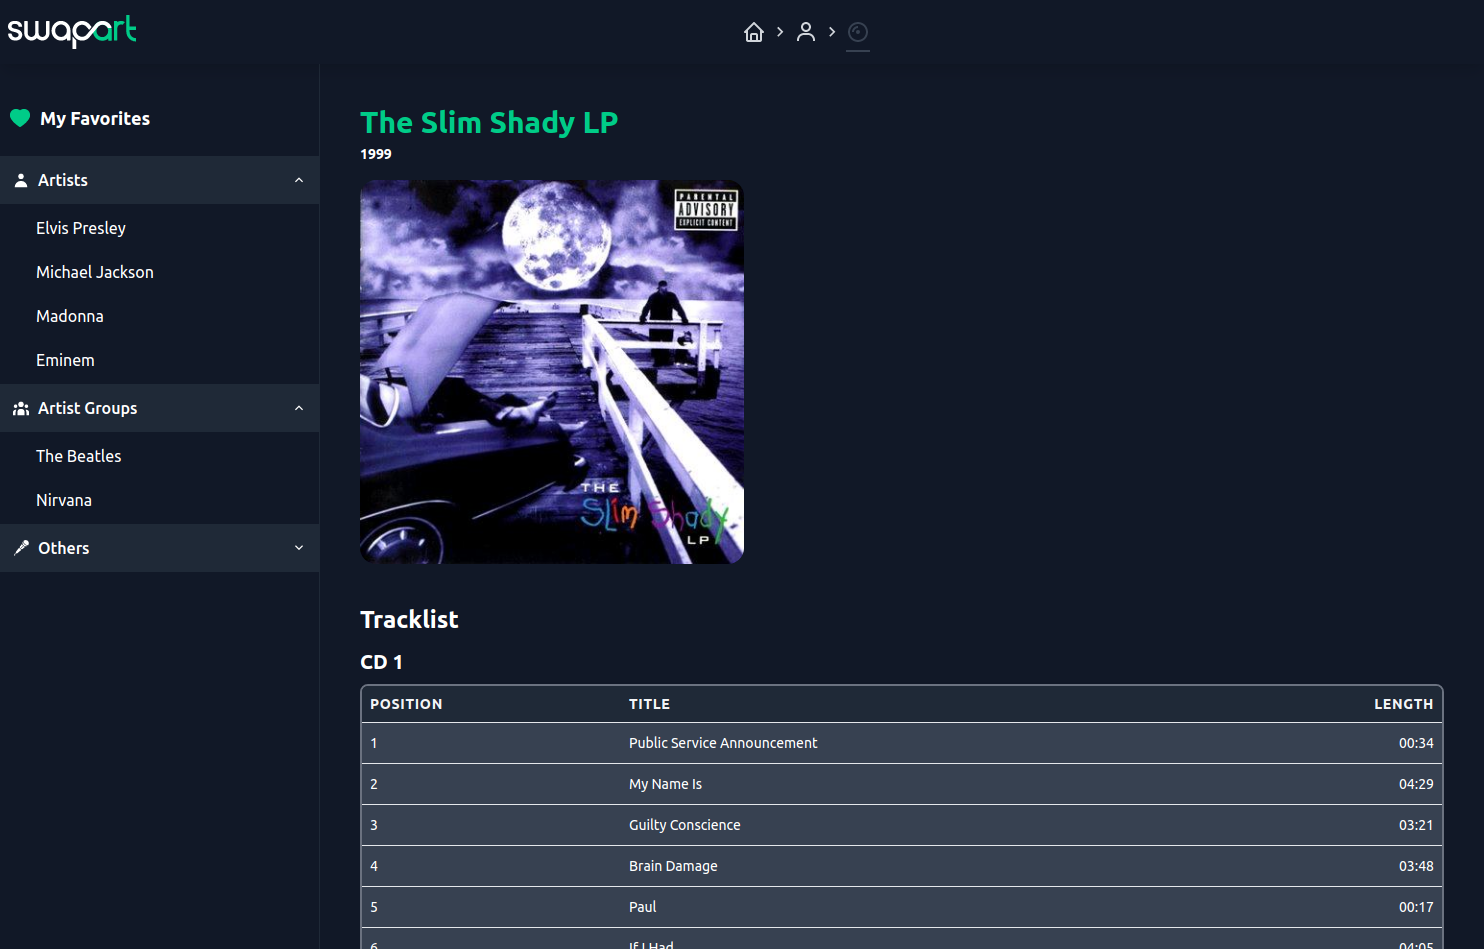 swapart
My Favorites
Artists
Elvis Presley
Michael Jackson
Madonna
Eminem
Artist Groups
The Beatles
Nirvana
Others
The Slim Shady LP
1999
PARENTAL
ADVISORY
EXPLICIT CONTENT
THE
Slim Shady
LP
Tracklist
CD 1
POSITION TITLE LENGTH
1 Public Service Announcement 00:34
2 My Name Is 04:29
3 Guilty Conscience 03:21
4 Brain Damage 03:48
5 Paul 00:17
6 If I Had 04:05